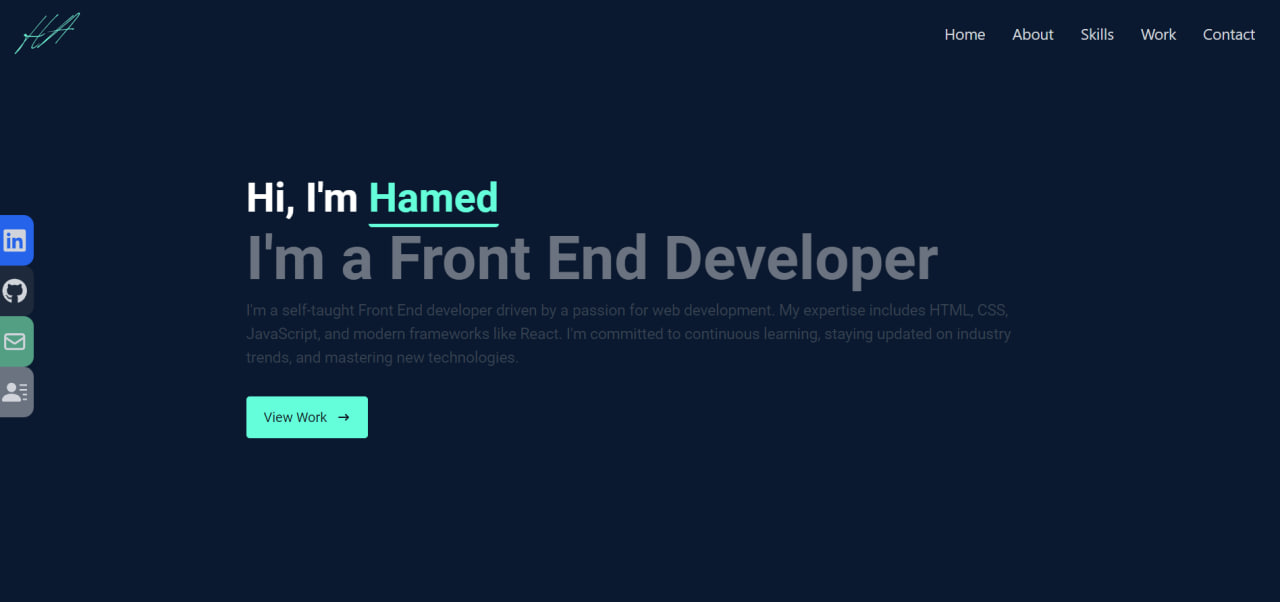 HA
Home About Skills Work Contact
Hi, I'm Hamed
I'm a Front End Developer
I'm a self-taught Front End developer driven by a passion for web development. My expertise includes HTML, CSS,
JavaScript, and modern frameworks like React. I'm committed to continuous learning, staying updated on industry
trends, and mastering new technologies.
in
View Work →